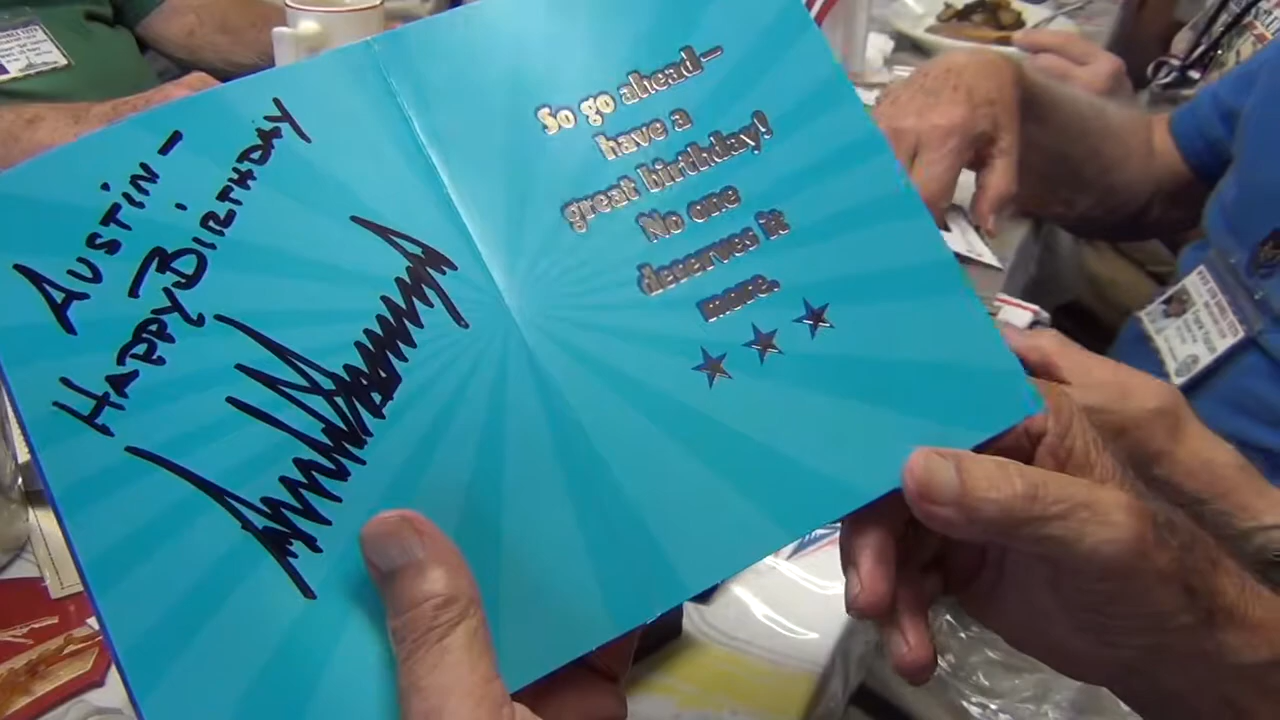 AUSTIN-
HAPPY BIRTHDAY
So go ahead—
have a
great birthday!
No one
deserves it
more.